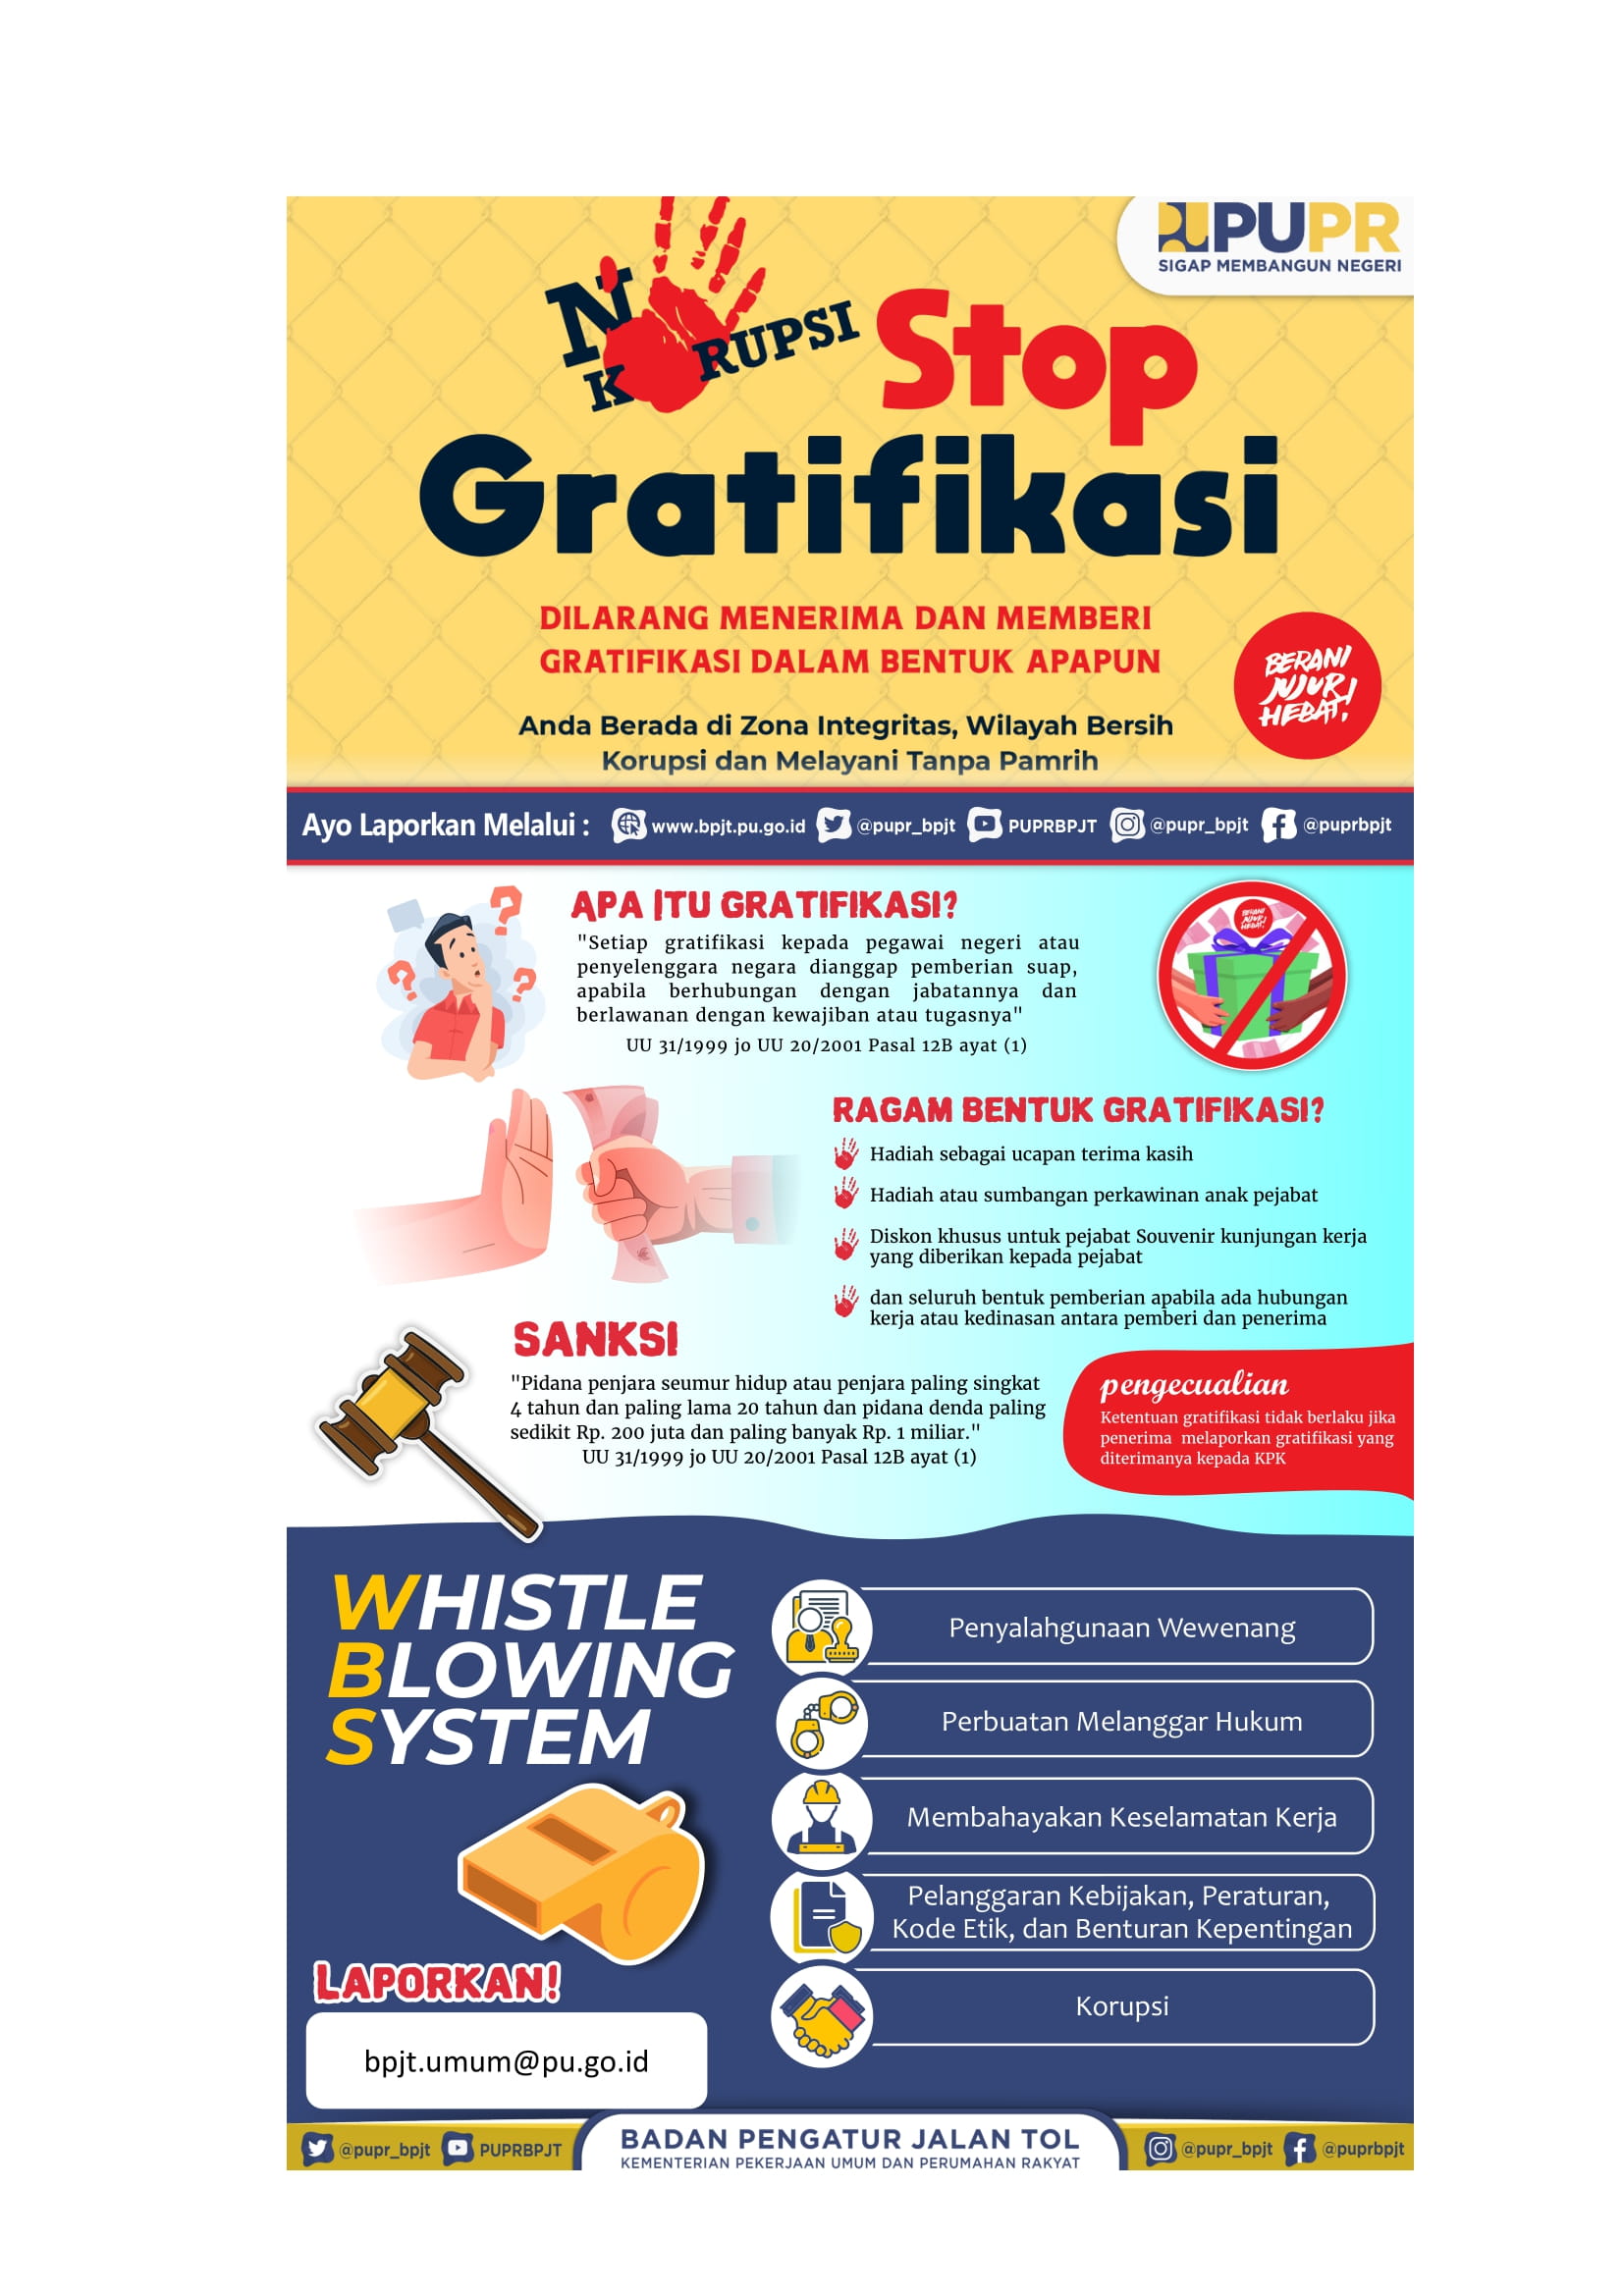 PUPR
SIGAP MEMBANGUN NEGERI
NO KORUPSI
Stop
Gratifikasi
DILARANG MENERIMA DAN MEMBERI
GRATIFIKASI DALAM BENTUK APAPUN
BERANI
JUJUR
HEBAT!
Anda Berada di Zona Integritas, Wilayah Bersih
Korupsi dan Melayani Tanpa Pamrih
Ayo Laporkan Melalui : www.bpjt.pu.go.id @pupr_bpjt PUPRBPJT @pupr_bpjt @puprbpjt
APA ITU GRATIFIKASI?
"Setiap gratifikasi kepada pegawai negeri atau
penyelenggara negara dianggap pemberian suap,
apabila berhubungan dengan jabatannya dan
berlawanan dengan kewajiban atau tugasnya"
UU 31/1999 jo UU 20/2001 Pasal 12B ayat (1)
BERANI
JUJUR
HEBAT!
RAGAM BENTUK GRATIFIKASI?
Hadiah sebagai ucapan terima kasih
Hadiah atau sumbangan perkawinan anak pejabat
Diskon khusus untuk pejabat Souvenir kunjungan kerja
yang diberikan kepada pejabat
dan seluruh bentuk pemberian apabila ada hubungan
kerja atau kedinasan antara pemberi dan penerima
SANKSI
"Pidana penjara seumur hidup atau penjara paling singkat
4 tahun dan paling lama 20 tahun dan pidana denda paling
sedikit Rp. 200 juta dan paling banyak Rp. 1 miliar."
UU 31/1999 jo UU 20/2001 Pasal 12B ayat (1)
pengecualian
Ketentuan gratifikasi tidak berlaku jika
penerima melaporkan gratifikasi yang
diterimanya kepada KPK
WHISTLE
BLOWING
SYSTEM
Penyalahgunaan Wewenang
Perbuatan Melanggar Hukum
Membahayakan Keselamatan Kerja
Pelanggaran Kebijakan, Peraturan,
Kode Etik, dan Benturan Kepentingan
Korupsi
LAPORKAN!
bpjt.umum@pu.go.id
@pupr_bpjt PUPRBPJT
BADAN PENGATUR JALAN TOL
KEMENTERIAN PEKERJAAN UMUM DAN PERUMAHAN RAKYAT
@pupr_bpjt @puprbpjt